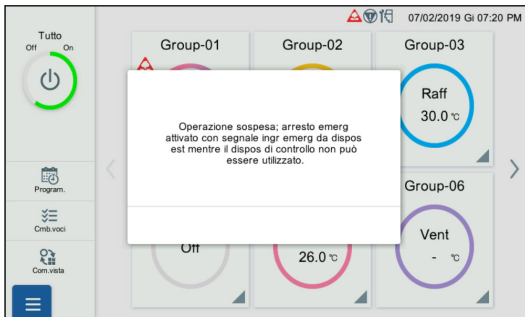 07/02/2019 Gi 07:20 PM
Tutto
Off
On
Group-01
Group-02
Group-03
Raff
30.0 °C
Operazione sospesa; arresto emerg
attivato con segnale ingr emerg da dispos
est mentre il dispos di controllo non può
essere utilizzato.
Program.
Cmb.voci
Com.vista
Group-06
Off
26.0 °C
Vent
- °C